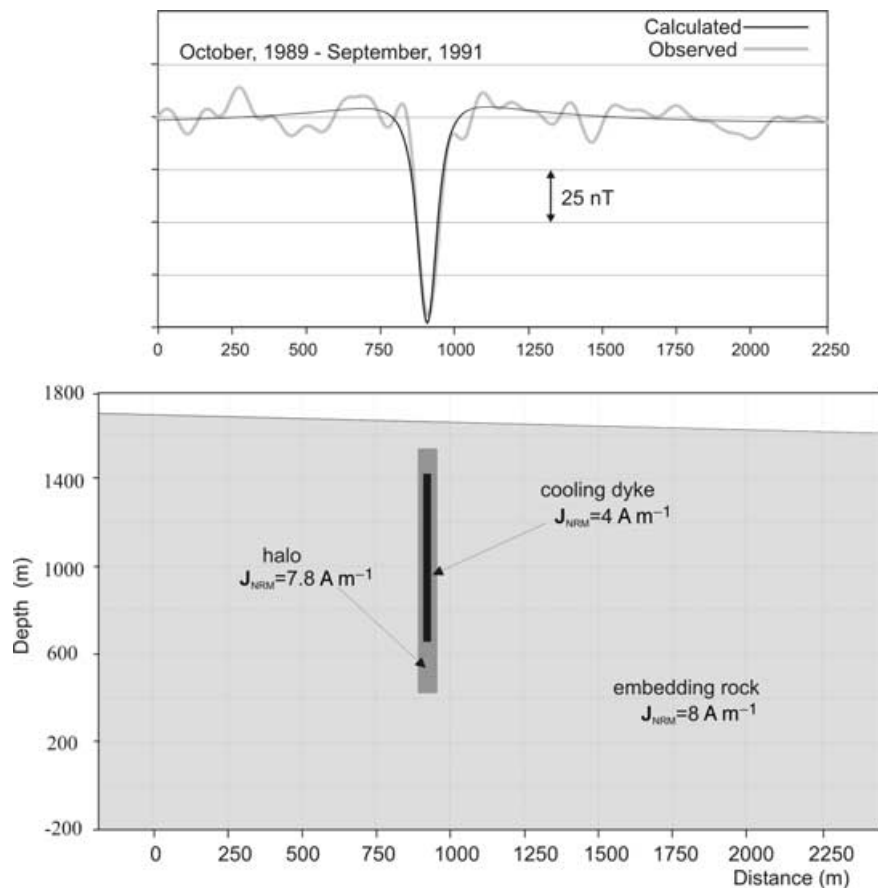 Calculated
October, 1989 - September, 1991
Observed
25 nT
0 250 500 750 1000 1250 1500 1750 2000 2250
1800
1400
cooling dyke
J_NRM=4 A m⁻¹
halo
J_NRM=7.8 A m⁻¹
1000
Depth (m)
600
embedding rock
J_NRM=8 A m⁻¹
200
-200
0 250 500 750 1000 1250 1500 1750 2000 2250
Distance (m)